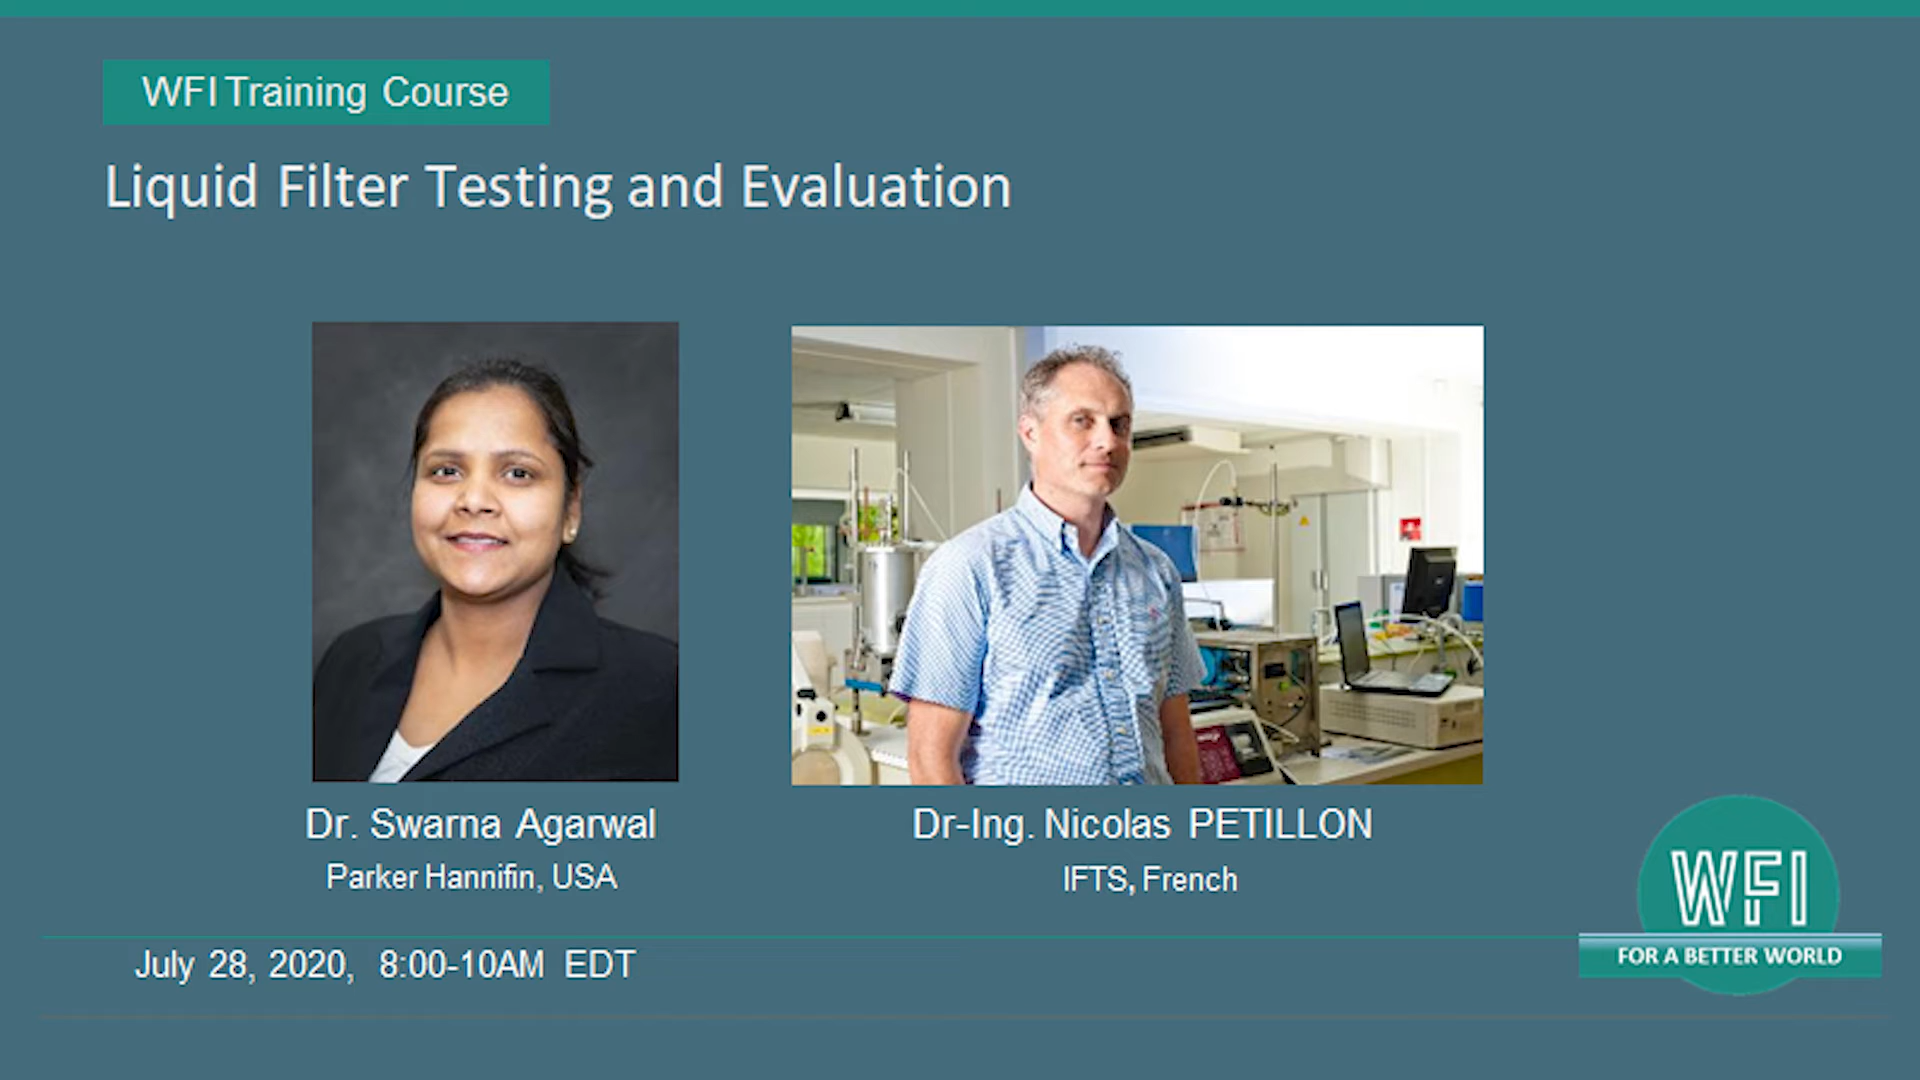 WFI Training Course
Liquid Filter Testing and Evaluation
Dr. Swarna Agarwal
Parker Hannifin, USA
Dr-Ing. Nicolas PETILLON
IFTS, French
July 28, 2020, 8:00-10AM EDT
WFI
FOR A BETTER WORLD